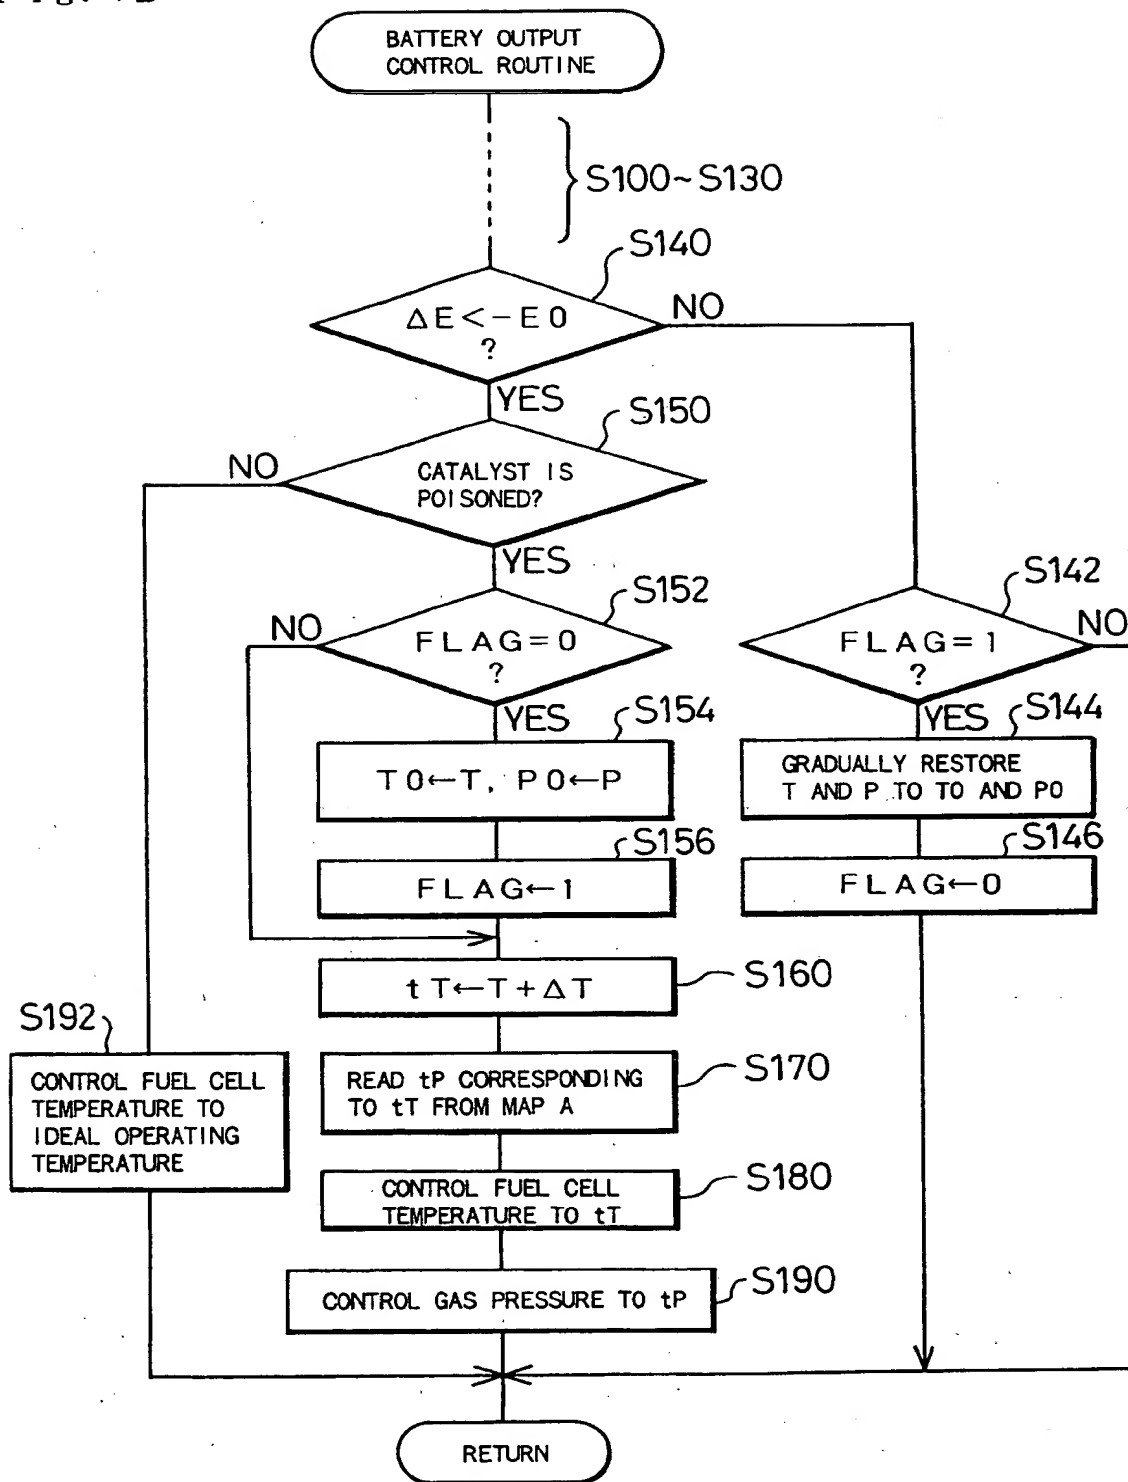 BATTERY OUTPUT
CONTROL ROUTINE
S100~S130
S140
ΔE<-E0
?
NO
YES
S150
CATALYST IS
POISONED?
NO
YES
S152
FLAG=0
?
NO
YES
S142
FLAG=1
?
NO
YES
S154
T0←T, P0←P
S144
GRADUALLY RESTORE
T AND P TO T0 AND P0
S156
FLAG←1
S146
FLAG←0
S160
tT←T+ΔT
S192
CONTROL FUEL CELL
TEMPERATURE TO
IDEAL OPERATING
TEMPERATURE
S170
READ tP CORRESPONDING
TO tT FROM MAP A
S180
CONTROL FUEL CELL
TEMPERATURE TO tT
S190
CONTROL GAS PRESSURE TO tP
RETURN